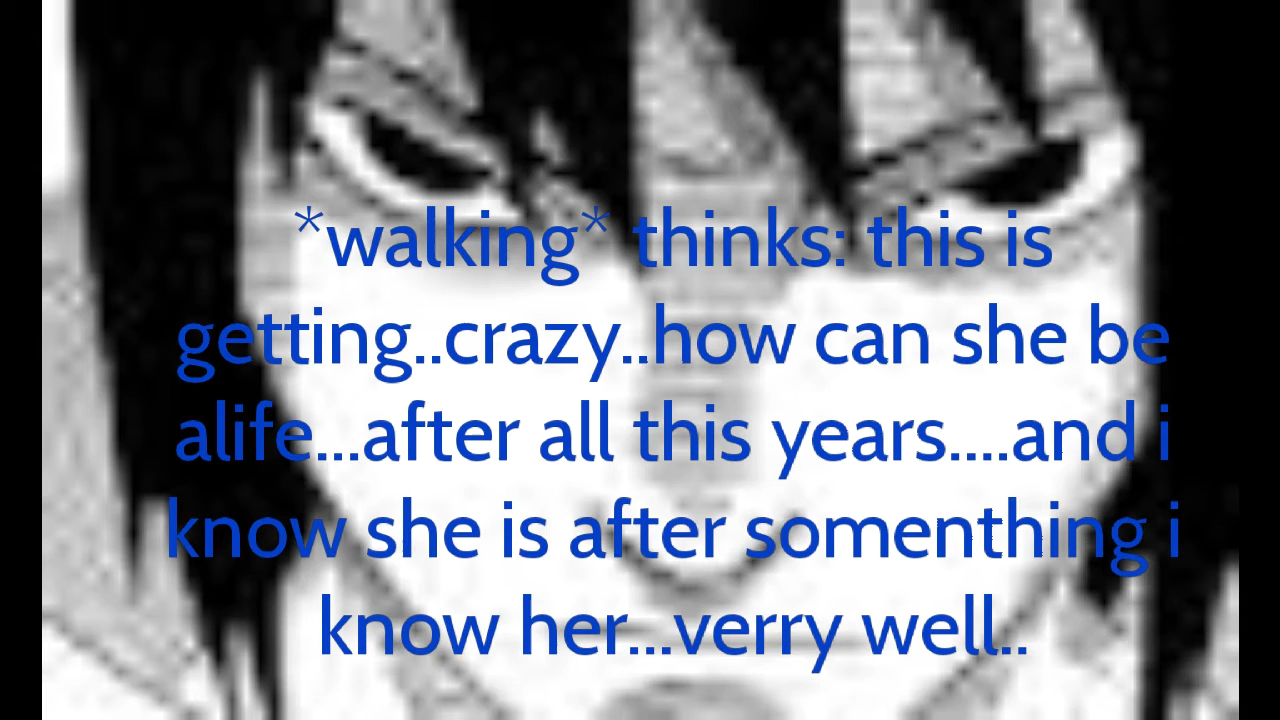 *walking* thinks: this is
getting..crazy..how can she be
alife...after all this years....and i
know she is after somenthing i
know her...verry well..